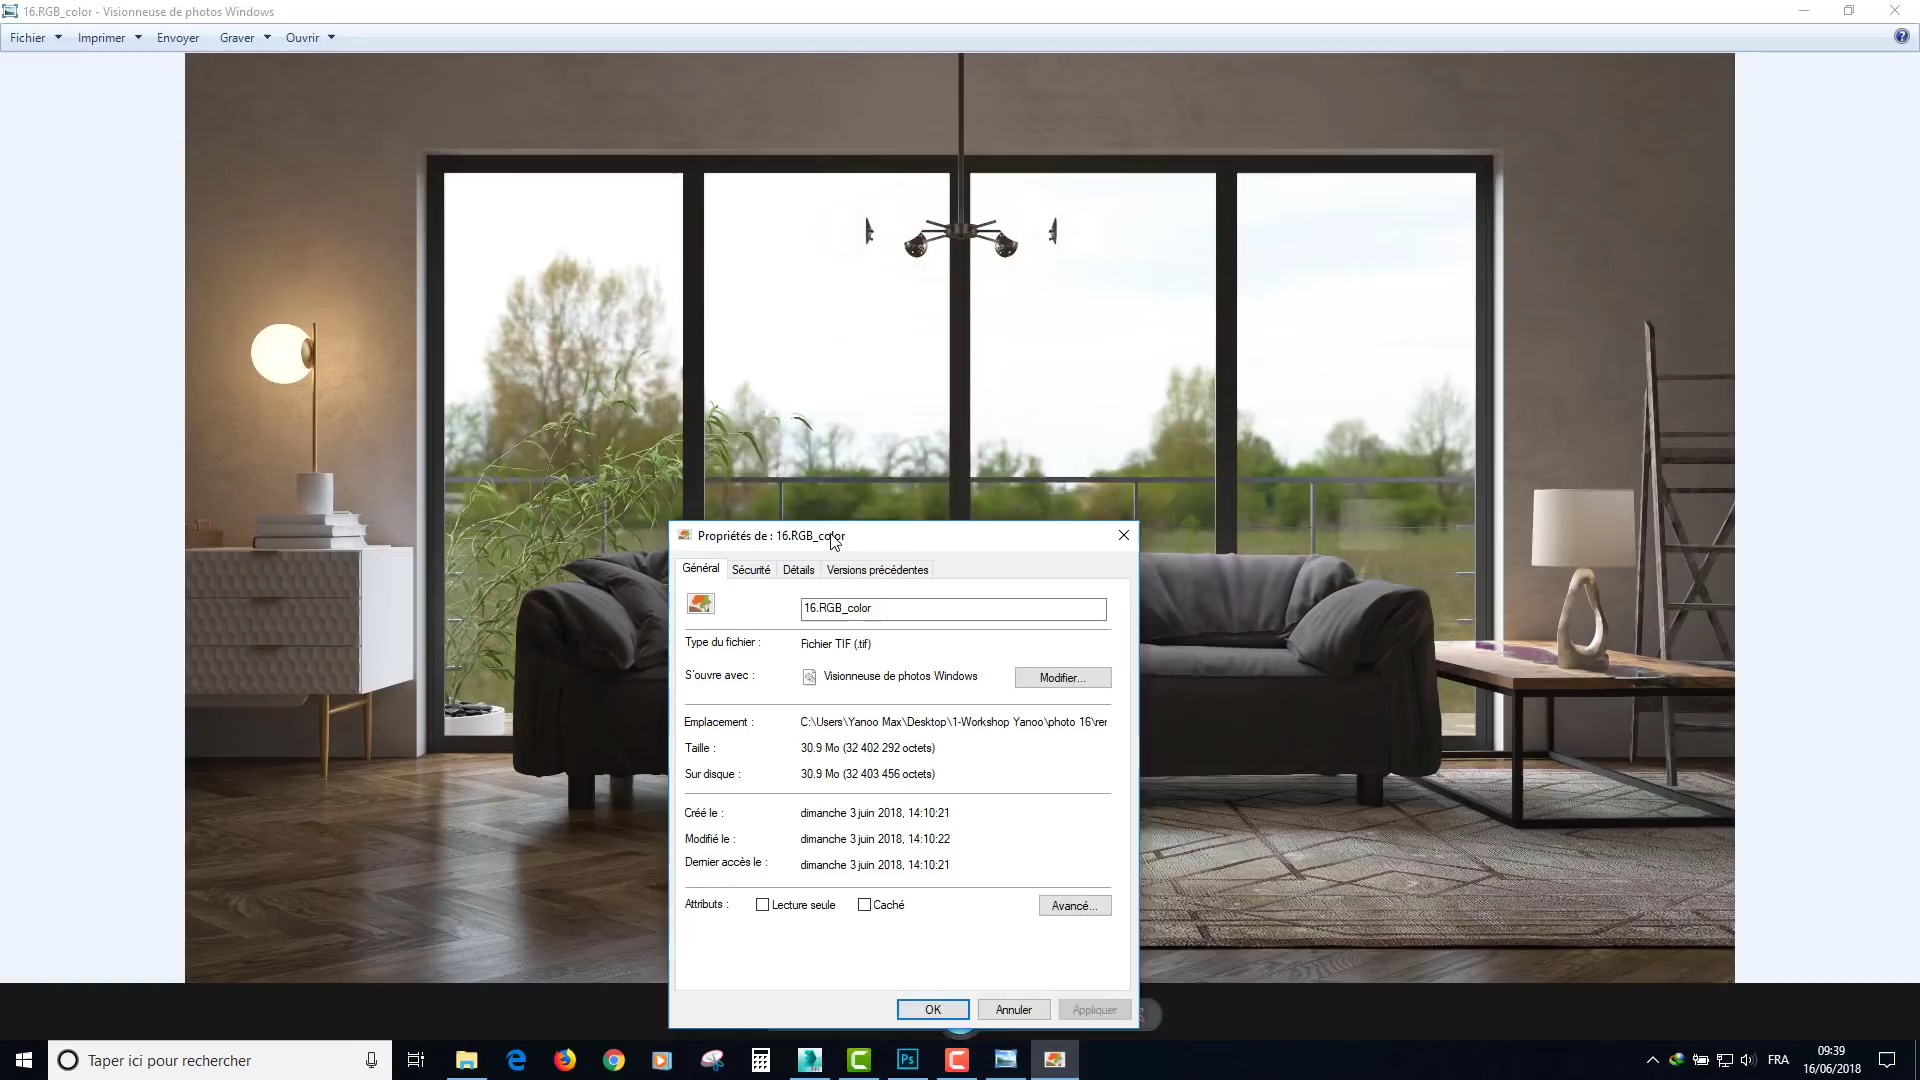 16.RGB_color - Visionneuse de photos Windows
Fichier Imprimer Envoyer Graver Ouvrir
Propriétés de : 16.RGB_color
Général Sécurité Détails Versions précédentes
16.RGB_color
Type du fichier : Fichier TIF (.tif)
S'ouvre avec : Visionneuse de photos Windows Modifier...
Emplacement : C:\Users\Yanoo Max\Desktop\1-Workshop Yanoo\photo 16\rer
Taille : 30.9 Mo (32 402 292 octets)
Sur disque : 30.9 Mo (32 403 456 octets)
Créé le : dimanche 3 juin 2018, 14:10:21
Modifié le : dimanche 3 juin 2018, 14:10:22
Dernier accès le : dimanche 3 juin 2018, 14:10:21
Attributs : Lecture seule Caché Avancé...
OK Annuler Appliquer
Taper ici pour rechercher
Ps
FRA
09:39
16/06/2018